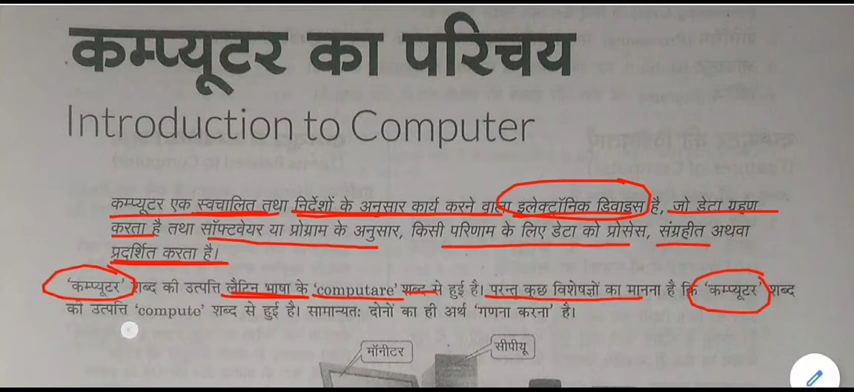 कम्प्यूटर का परिचय
Introduction to Computer
कम्प्यूटर एक स्वचालित तथा निर्देशों के अनुसार कार्य करने वाला इलेक्ट्रॉनिक डिवाइस है, जो डेटा ग्रहण
करता है तथा सॉफ्टवेयर या प्रोग्राम के अनुसार, किसी परिणाम के लिए डेटा को प्रोसेस, संग्रहीत अथवा
प्रदर्शित करता है।
'कम्प्यूटर' शब्द की उत्पत्ति लैटिन भाषा के 'computare' शब्द से हुई है। परन्तु कुछ विशेषज्ञों का मानना है कि 'कम्प्यूटर' शब्द
की उत्पत्ति 'compute' शब्द से हुई है। सामान्यतः दोनों का ही अर्थ 'गणना करना' है।
मॉनीटर
सीपीयू